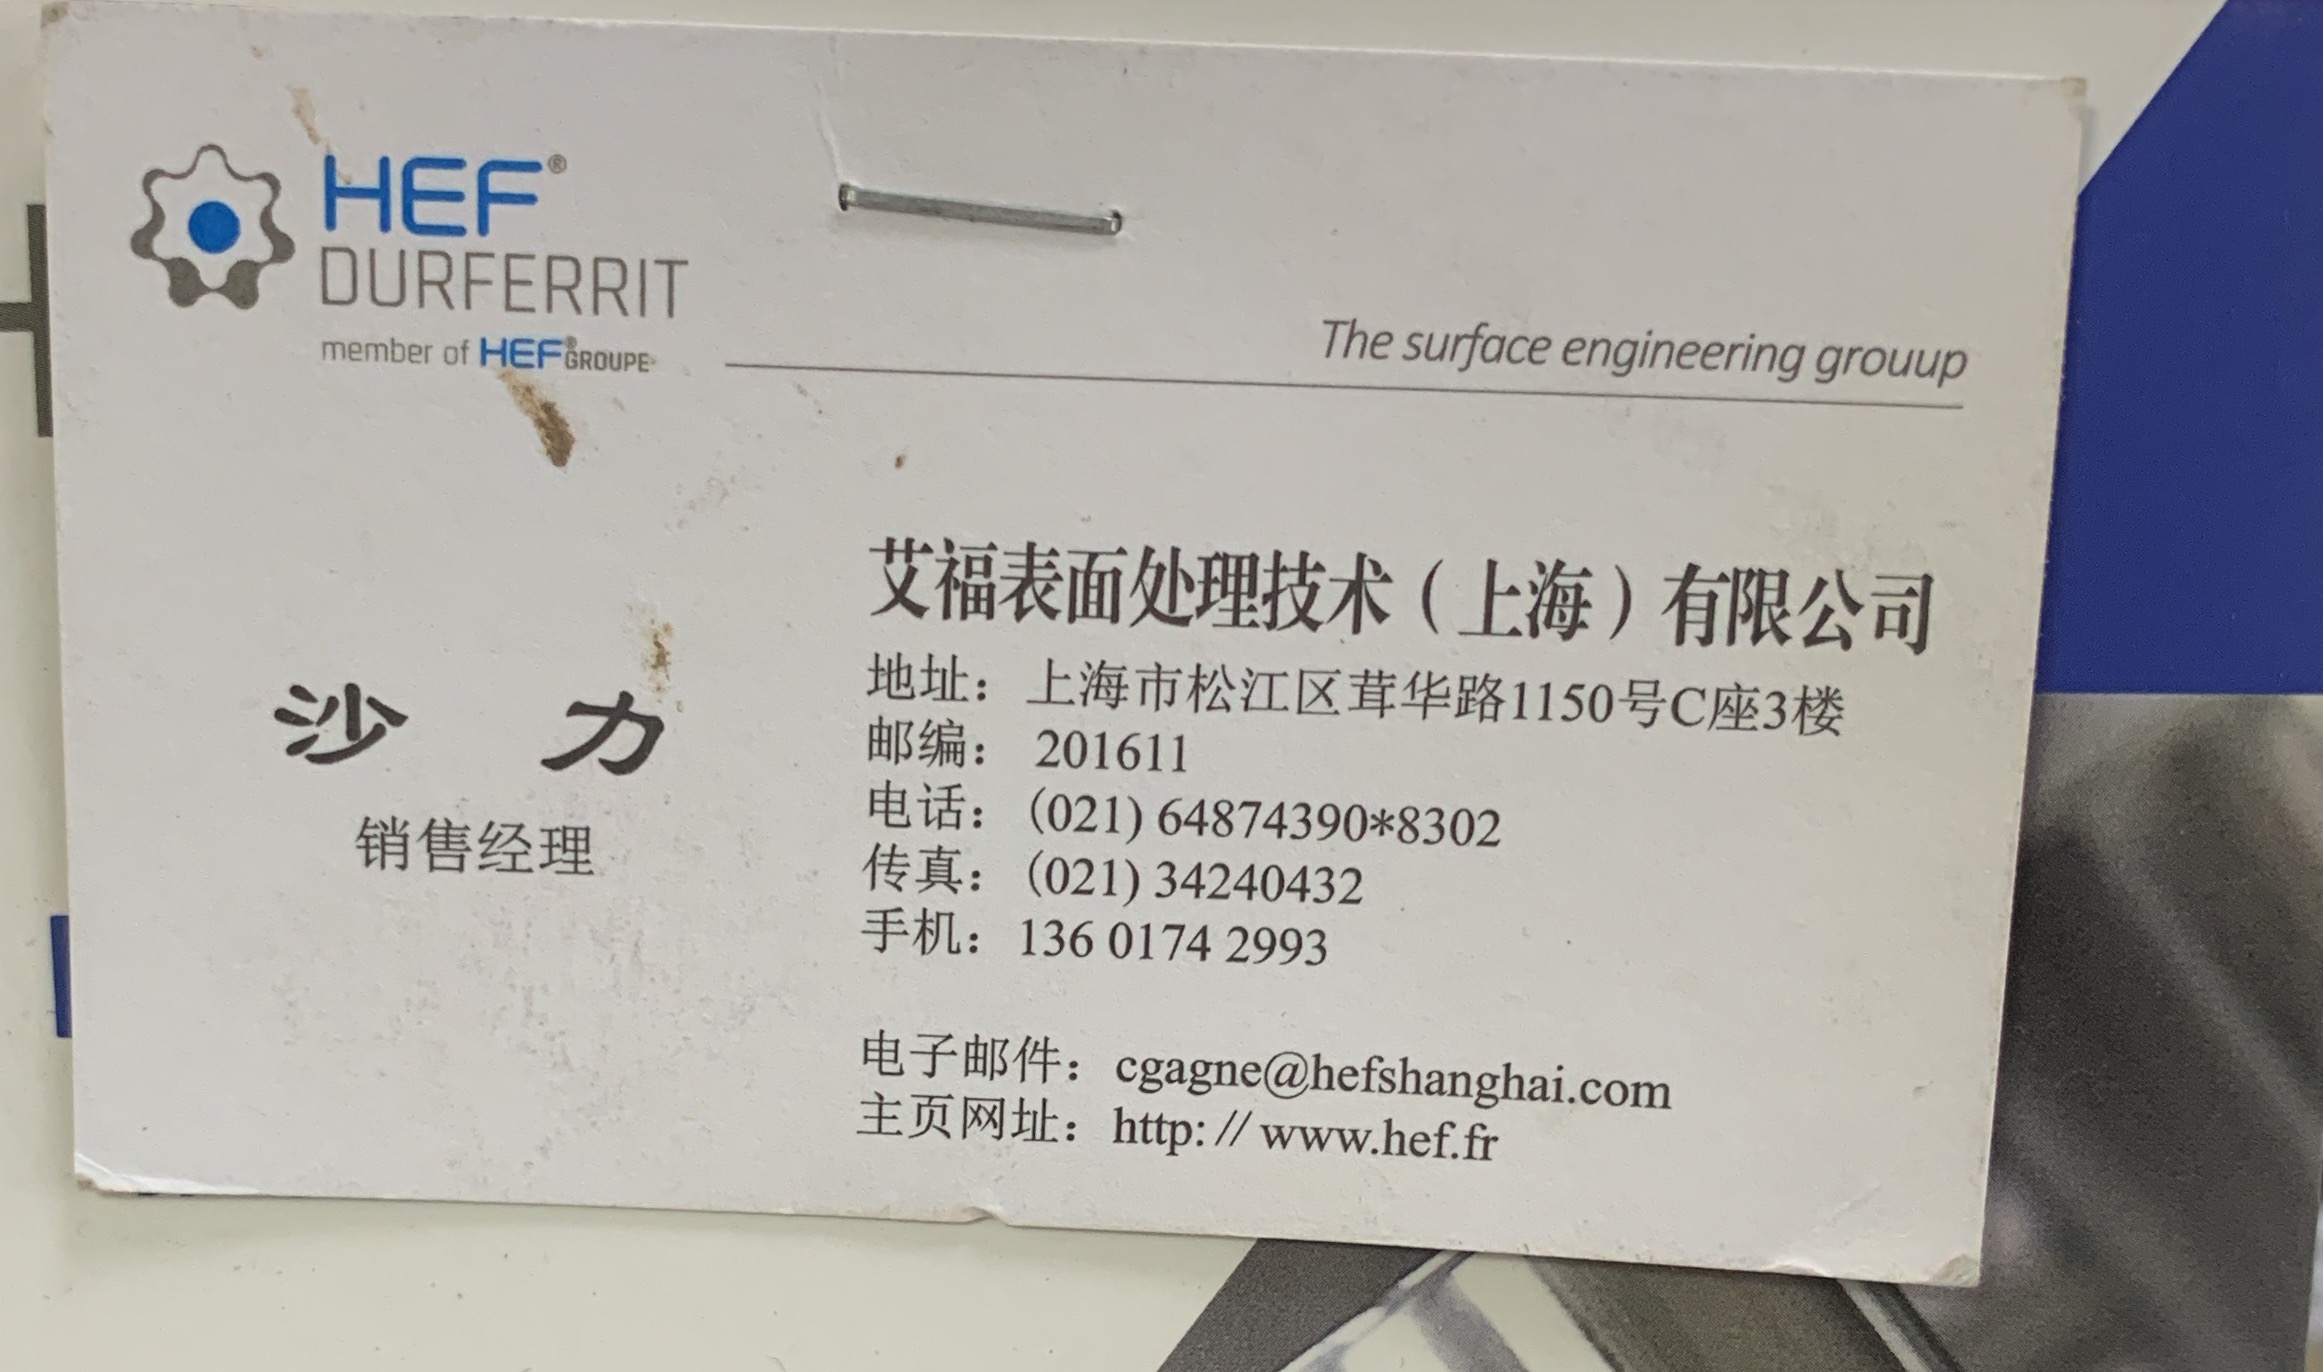 HEF®
DURFERRIT
member of HEF® GROUPE
The surface engineering grouup
艾福表面处理技术（上海）有限公司
沙 力
销售经理
地址：上海市松江区茸华路1150号C座3楼
邮编： 201611
电话： (021) 64874390*8302
传真： (021) 34240432
手机： 136 0174 2993
电子邮件： cgagne@hefshanghai.com
主页网址： http: // www.hef.fr